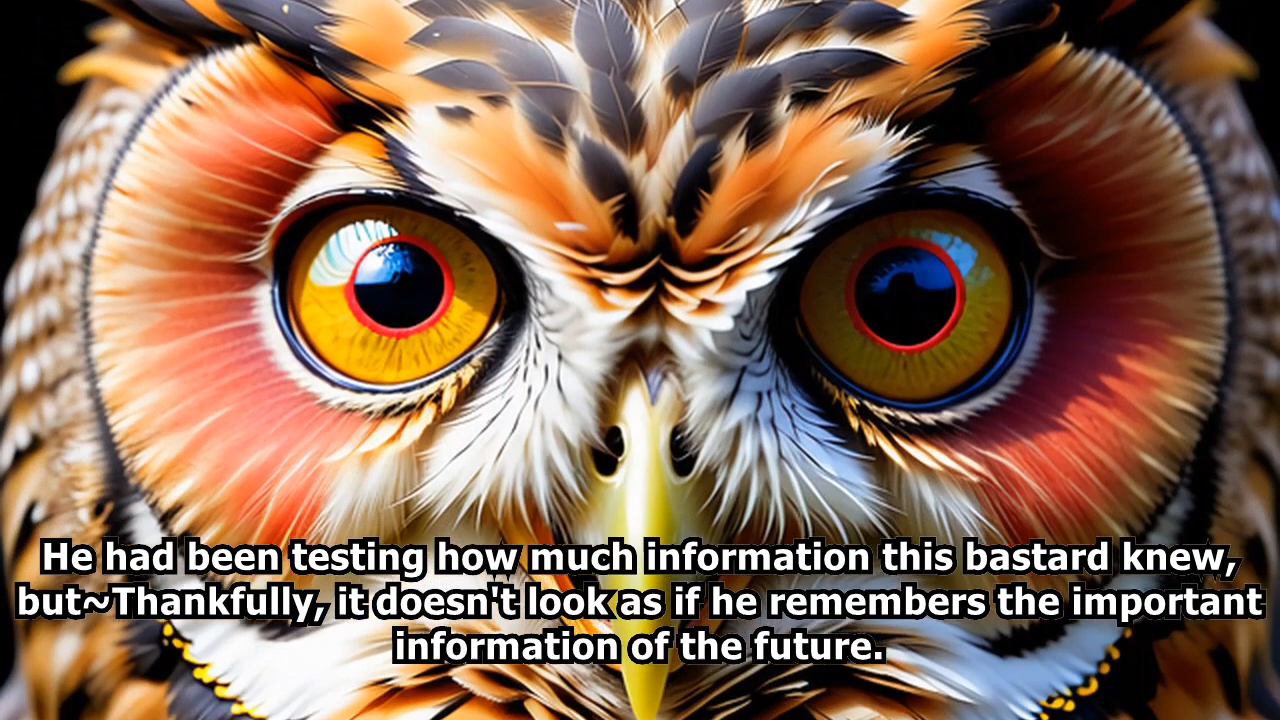 He had been testing how much information this bastard knew,
but~Thankfully, it doesn't look as if he remembers the important
information of the future.